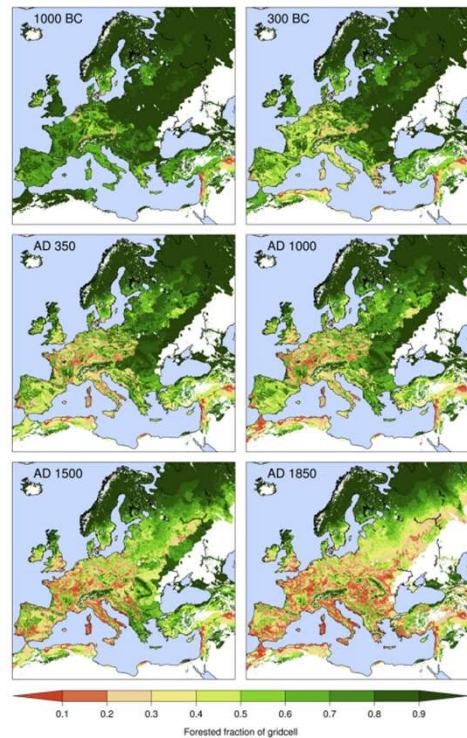 1000 BC
300 BC
AD 350
AD 1000
AD 1500
AD 1850
0.1 0.2 0.3 0.4 0.5 0.6 0.7 0.8 0.9
Forested fraction of gridcell